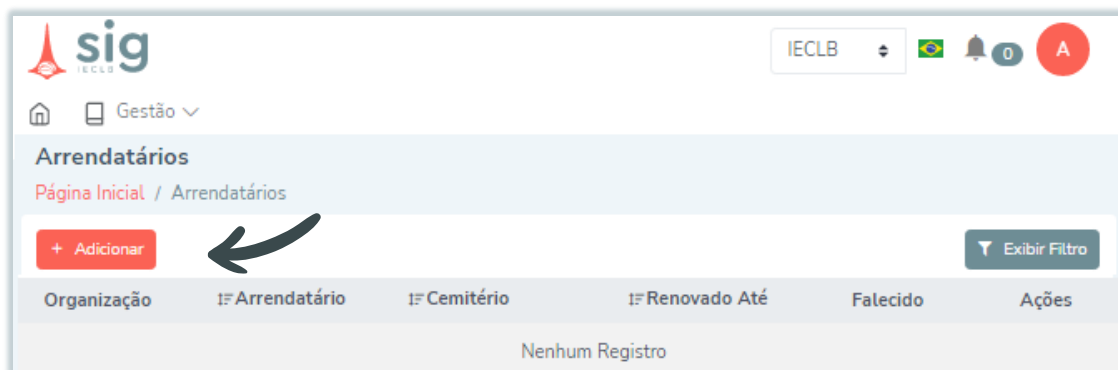 sig
IECLB
IECLB
0
A
Gestão
Arrendatários
Página Inicial / Arrendatários
+ Adicionar
Exibir Filtro
Organização Arrendatário Cemitério Renovado Até Falecido Ações
Nenhum Registro